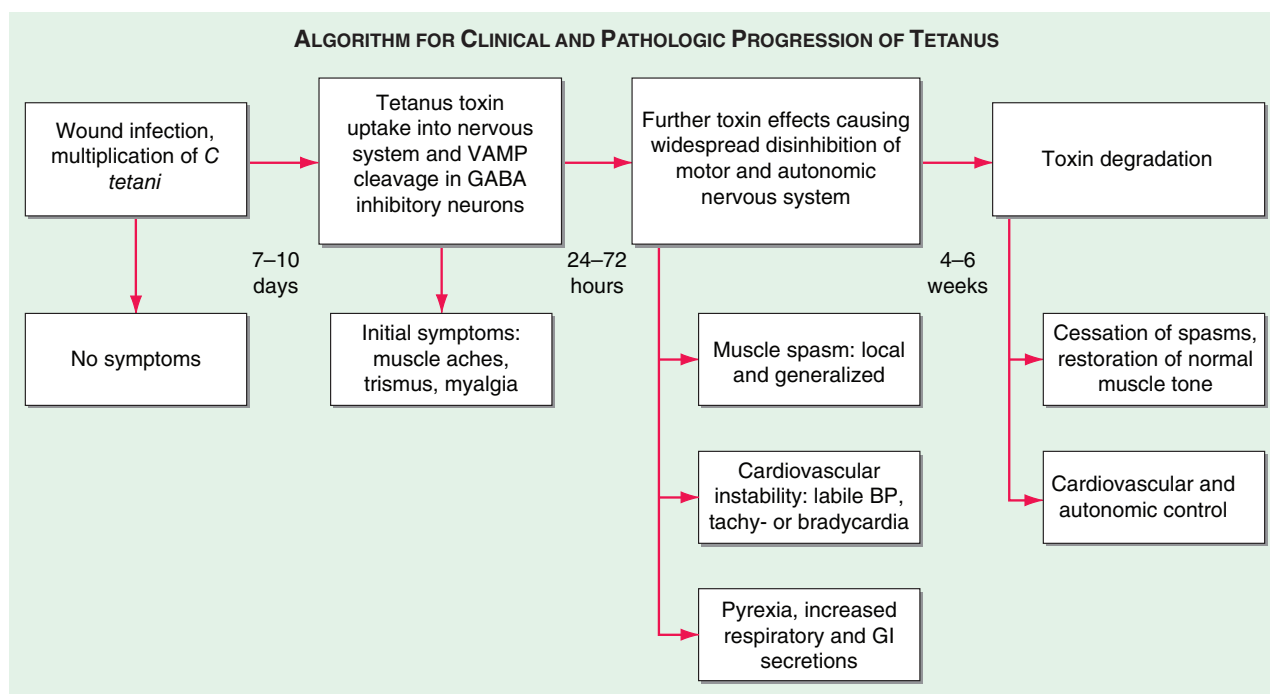 ALGORITHM FOR CLINICAL AND PATHOLOGIC PROGRESSION OF TETANUS
Wound infection,
multiplication of C
tetani
Tetanus toxin
uptake into nervous
system and VAMP
cleavage in GABA
inhibitory neurons
Further toxin effects causing
widespread disinhibition of
motor and autonomic
nervous system
Toxin degradation
7–10
days
24–72
hours
4–6
weeks
No symptoms
Initial symptoms:
muscle aches,
trismus, myalgia
Muscle spasm: local
and generalized
Cessation of spasms,
restoration of normal
muscle tone
Cardiovascular
instability: labile BP,
tachy- or bradycardia
Cardiovascular and
autonomic control
Pyrexia, increased
respiratory and GI
secretions